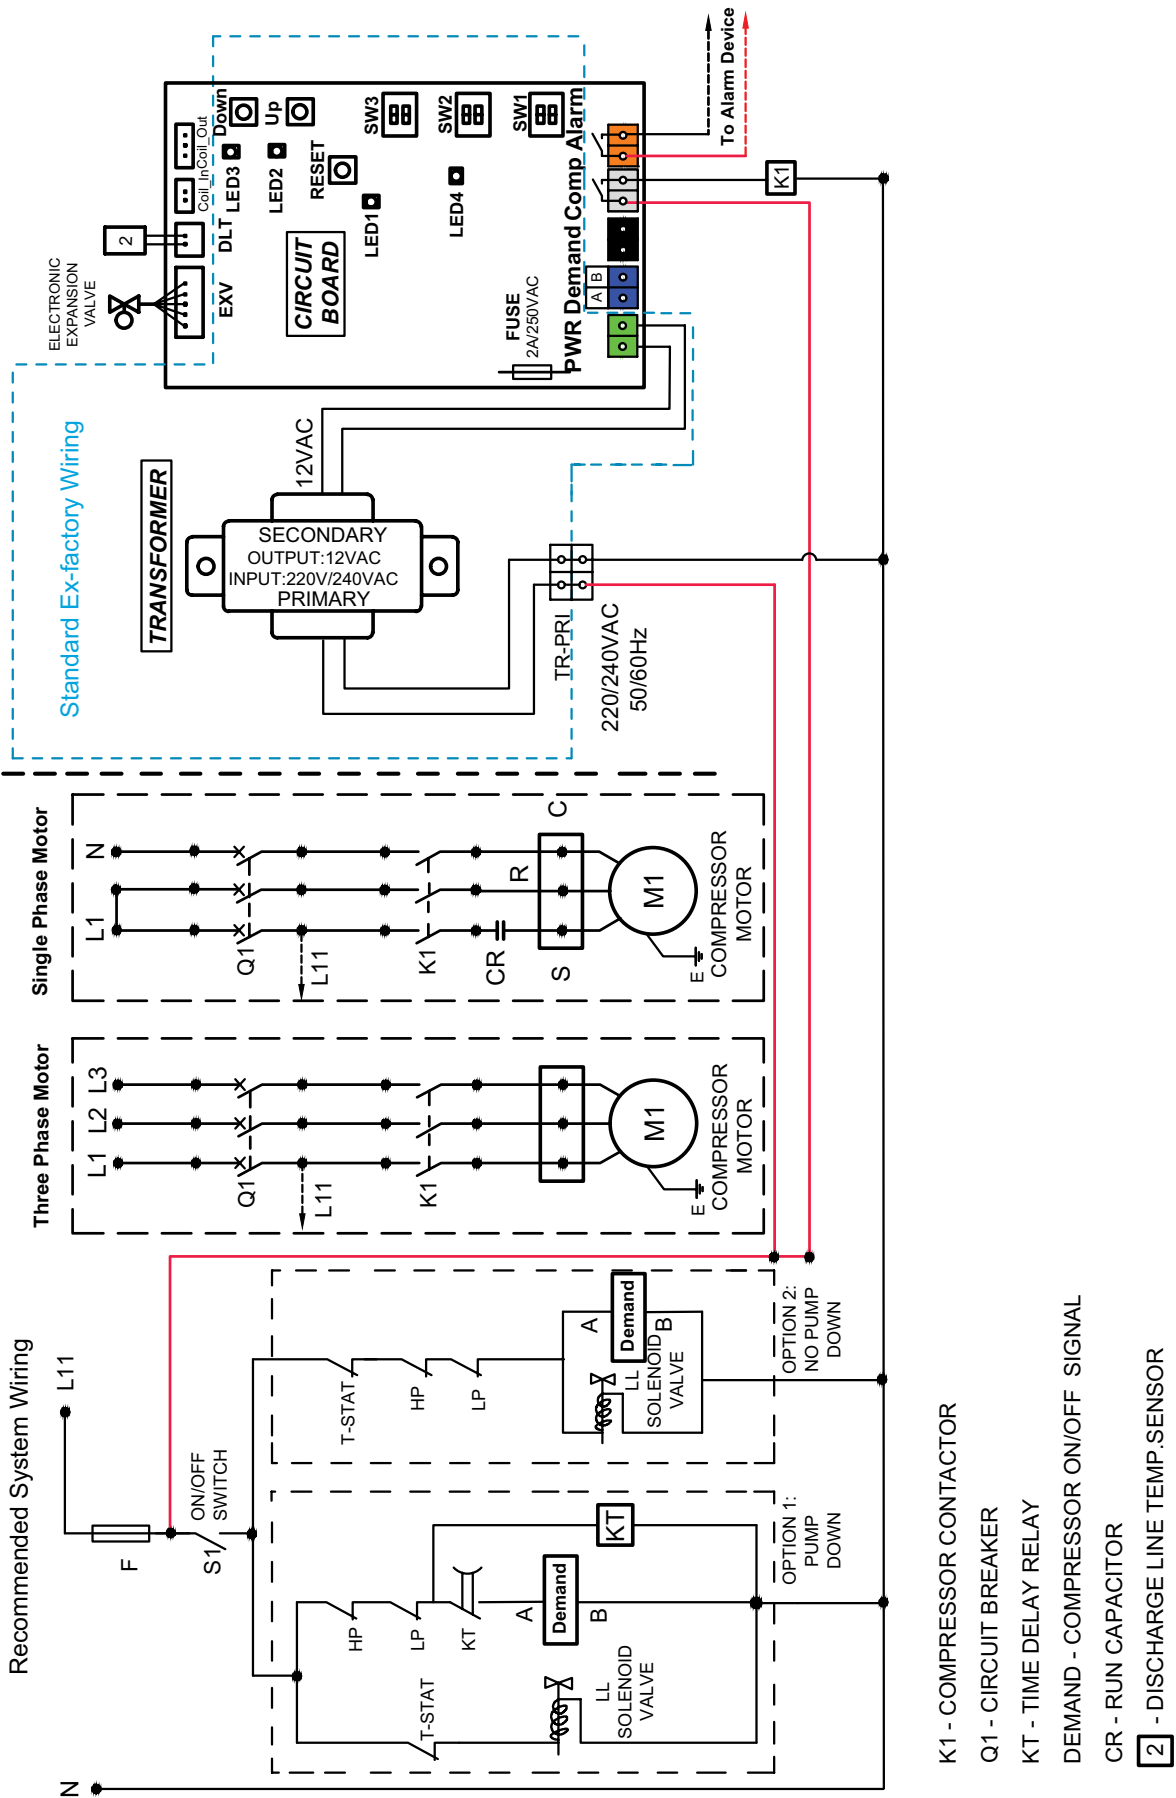 Recommended System Wiring
N
L11
F
S1
ON/OFF
SWITCH
T-STAT
LL
SOLENOID
VALVE
HP
LP
KT
A
Demand
B
KT
OPTION 1:
PUMP
DOWN
T-STAT
HP
LP
LL
SOLENOID
VALVE
A
Demand
B
OPTION 2:
NO PUMP
DOWN
Three Phase Motor
L1
L2
L3
Q1
L11
K1
M1
E
COMPRESSOR
MOTOR
Single Phase Motor
L1
N
Q1
L11
K1
CR
S
R
C
M1
E
COMPRESSOR
MOTOR
Standard Ex-factory Wiring
TRANSFORMER
SECONDARY
OUTPUT:12VAC
INPUT:220V/240VAC
PRIMARY
12VAC
TR-PRI
220/240VAC
50/60Hz
ELECTRONIC
EXPANSION
VALVE
2
EXV
DLT
Coil_In
Coil_Out
LED3
Down
LED2
Up
RESET
LED1
CIRCUIT
BOARD
SW3
SW2
SW1
LED4
FUSE
2A/250VAC
PWR Demand Comp Alarm
A
B
K1
To Alarm Device
K1 - COMPRESSOR CONTACTOR
Q1 - CIRCUIT BREAKER
KT - TIME DELAY RELAY
DEMAND - COMPRESSOR ON/OFF SIGNAL
CR - RUN CAPACITOR
2 - DISCHARGE LINE TEMP.SENSOR